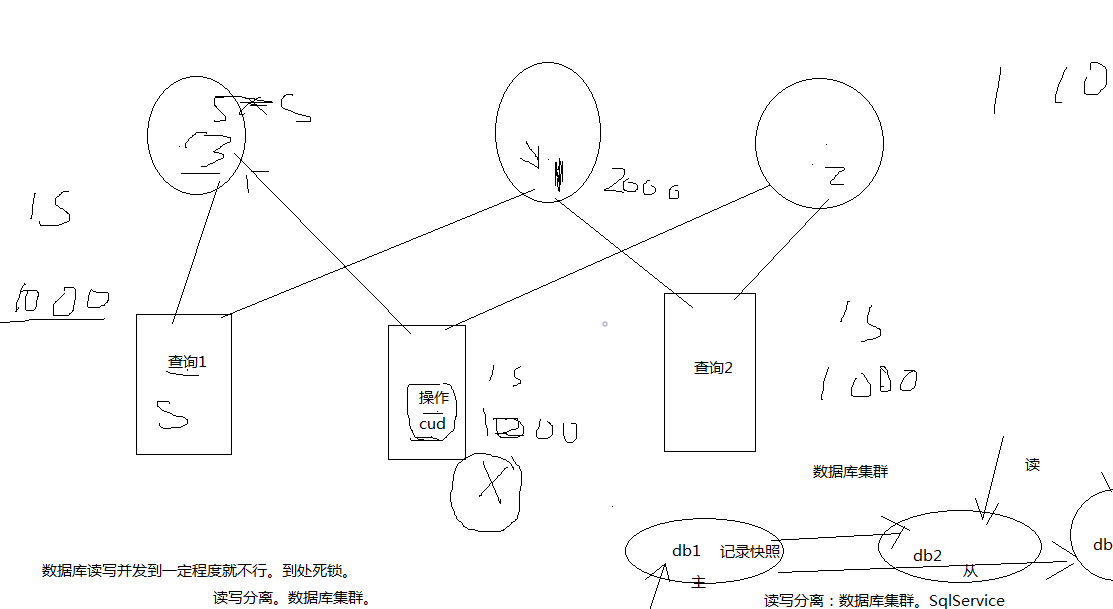 1 10
2000
z
1S
1000
查询1
S
操作
cud
1S
查询2
1S
1000
X
数据库集群
读
db1 记录快照
主
db2
从
db
数据库读写并发到一定程度就不行。到处死锁。
读写分离。数据库集群。
读写分离：数据库集群。SqlService